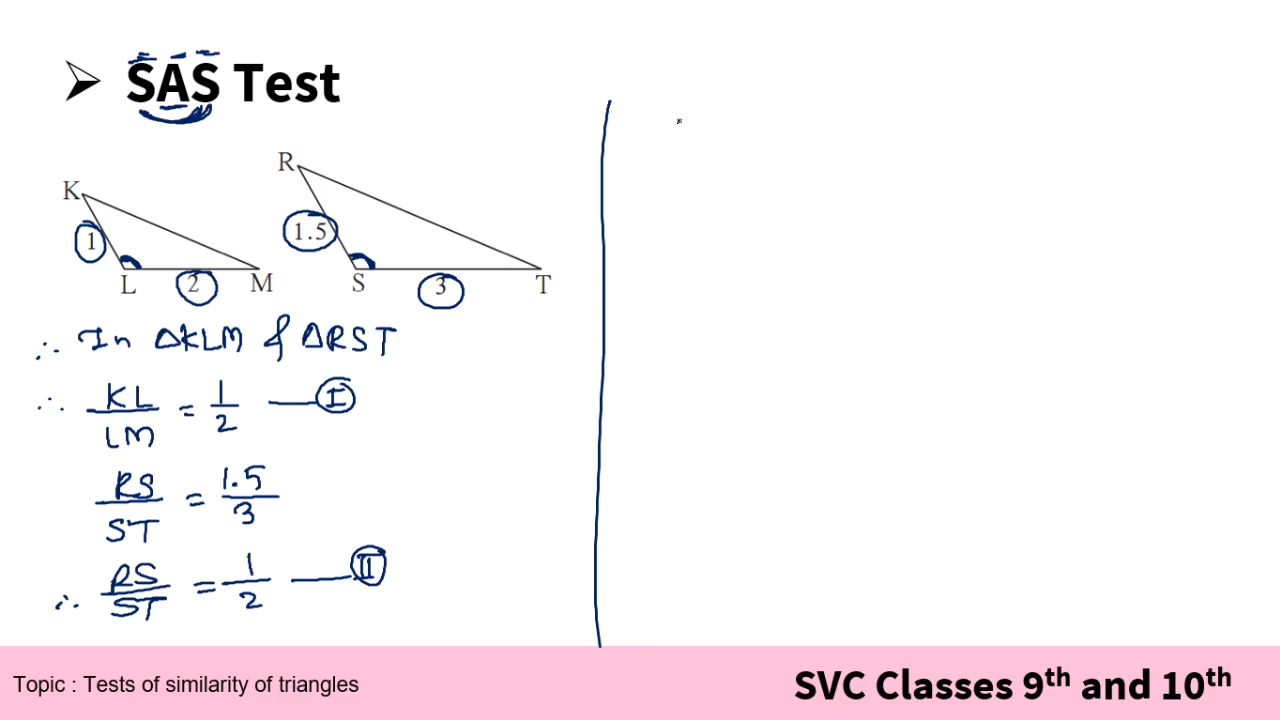 ➢ SAS Test
K
1
L
2
M
R
1.5
S
3
T
∴ In ΔKLM & ΔRST
∴ KL/LM = 1/2 — I
RS/ST = 1.5/3
∴ RS/ST = 1/2 — II
Topic : Tests of similarity of triangles
SVC Classes 9th and 10th